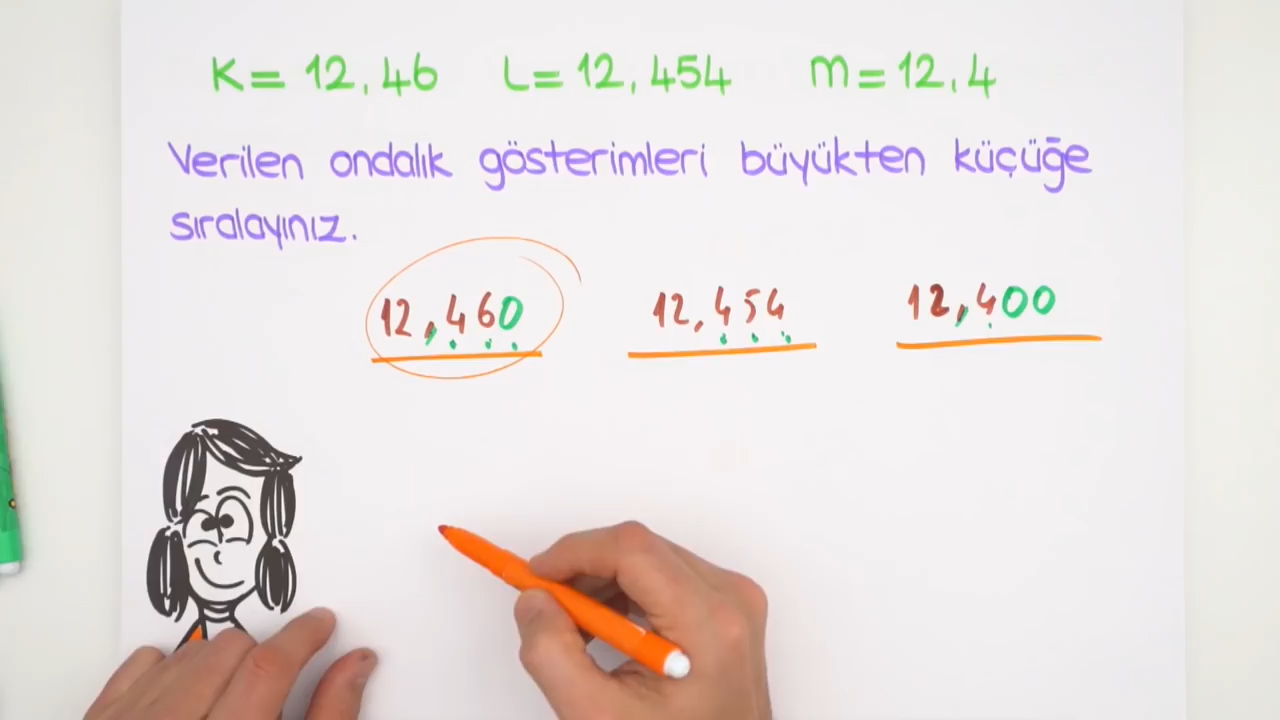 K= 12,46 L= 12,454 m= 12,4
Verilen ondalık gösterimleri büyükten küçüğe
sıralayınız.
12,460 12,454 12,400